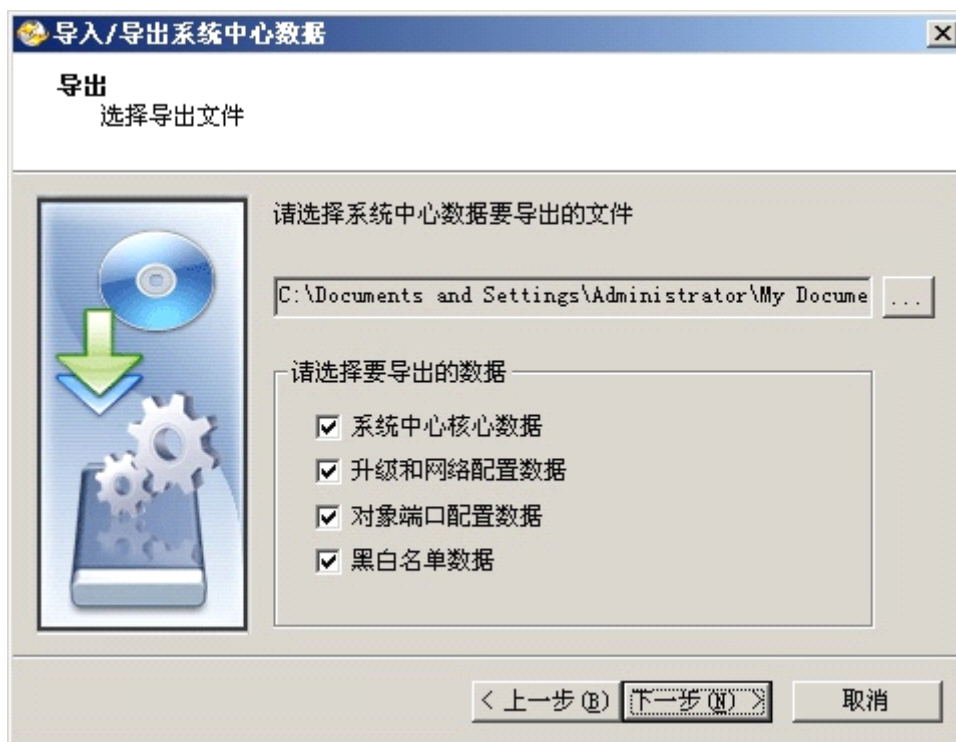 导入/导出系统中心数据
导出
选择导出文件
请选择系统中心数据要导出的文件
C:\Documents and Settings\Administrator\My Docume ...
请选择要导出的数据
系统中心核心数据
升级和网络配置数据
对象端口配置数据
黑白名单数据
< 上一步(B) 下一步(N) > 取消